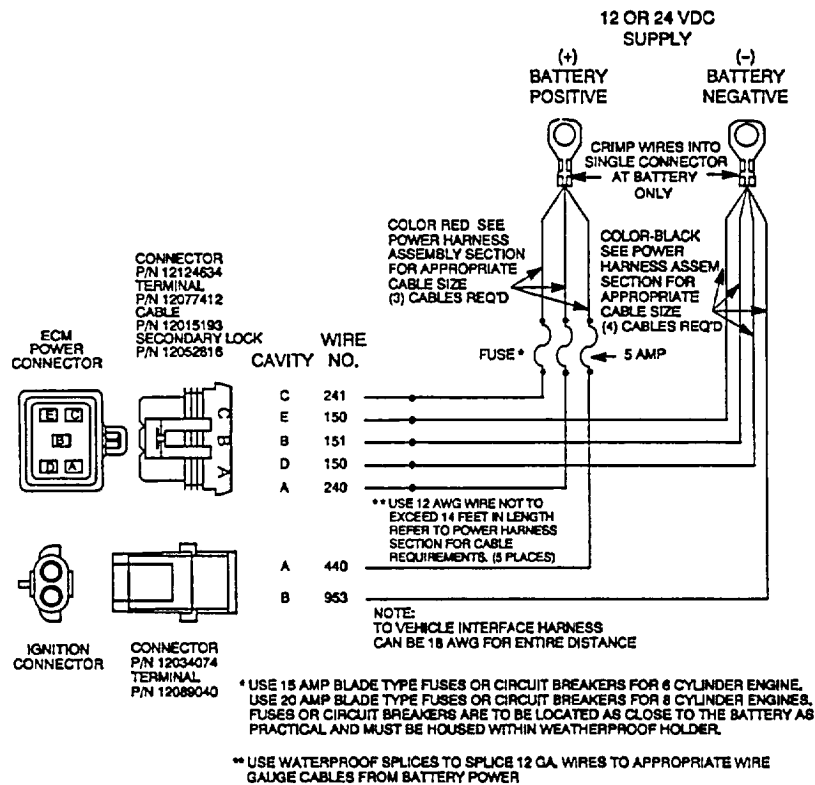 12 OR 24 VDC
SUPPLY
(+)
BATTERY
POSITIVE
(-)
BATTERY
NEGATIVE
CRIMP WIRES INTO
SINGLE CONNECTOR
AT BATTERY
ONLY
COLOR RED SEE
POWER HARNESS
ASSEMBLY SECTION
FOR APPROPRIATE
CABLE SIZE
(3) CABLES REQ'D
COLOR-BLACK
SEE POWER
HARNESS ASSEM
SECTION FOR
APPROPRIATE
CABLE SIZE
(4) CABLES REQ'D
CONNECTOR
P/N 12124634
TERMINAL
P/N 12077412
CABLE
P/N 12015193
SECONDARY LOCK
P/N 12052816
ECM
POWER
CONNECTOR
CAVITY
WIRE
NO.
FUSE *
5 AMP
E C
B
D A
C
B
A
C 241
E 150
B 151
D 150
A 240
** USE 12 AWG WIRE NOT TO
EXCEED 14 FEET IN LENGTH
REFER TO POWER HARNESS
SECTION FOR CABLE
REQUIREMENTS. (5 PLACES)
A 440
B 953
NOTE:
TO VEHICLE INTERFACE HARNESS
CAN BE 18 AWG FOR ENTIRE DISTANCE
IGNITION
CONNECTOR
CONNECTOR
P/N 12034074
TERMINAL
P/N 12089040
* USE 15 AMP BLADE TYPE FUSES OR CIRCUIT BREAKERS FOR 6 CYLINDER ENGINE.
USE 20 AMP BLADE TYPE FUSES OR CIRCUIT BREAKERS FOR 8 CYLINDER ENGINES.
FUSES OR CIRCUIT BREAKERS ARE TO BE LOCATED AS CLOSE TO THE BATTERY AS
PRACTICAL AND MUST BE HOUSED WITHIN WEATHERPROOF HOLDER.
** USE WATERPROOF SPLICES TO SPLICE 12 GA. WIRES TO APPROPRIATE WIRE
GAUGE CABLES FROM BATTERY POWER